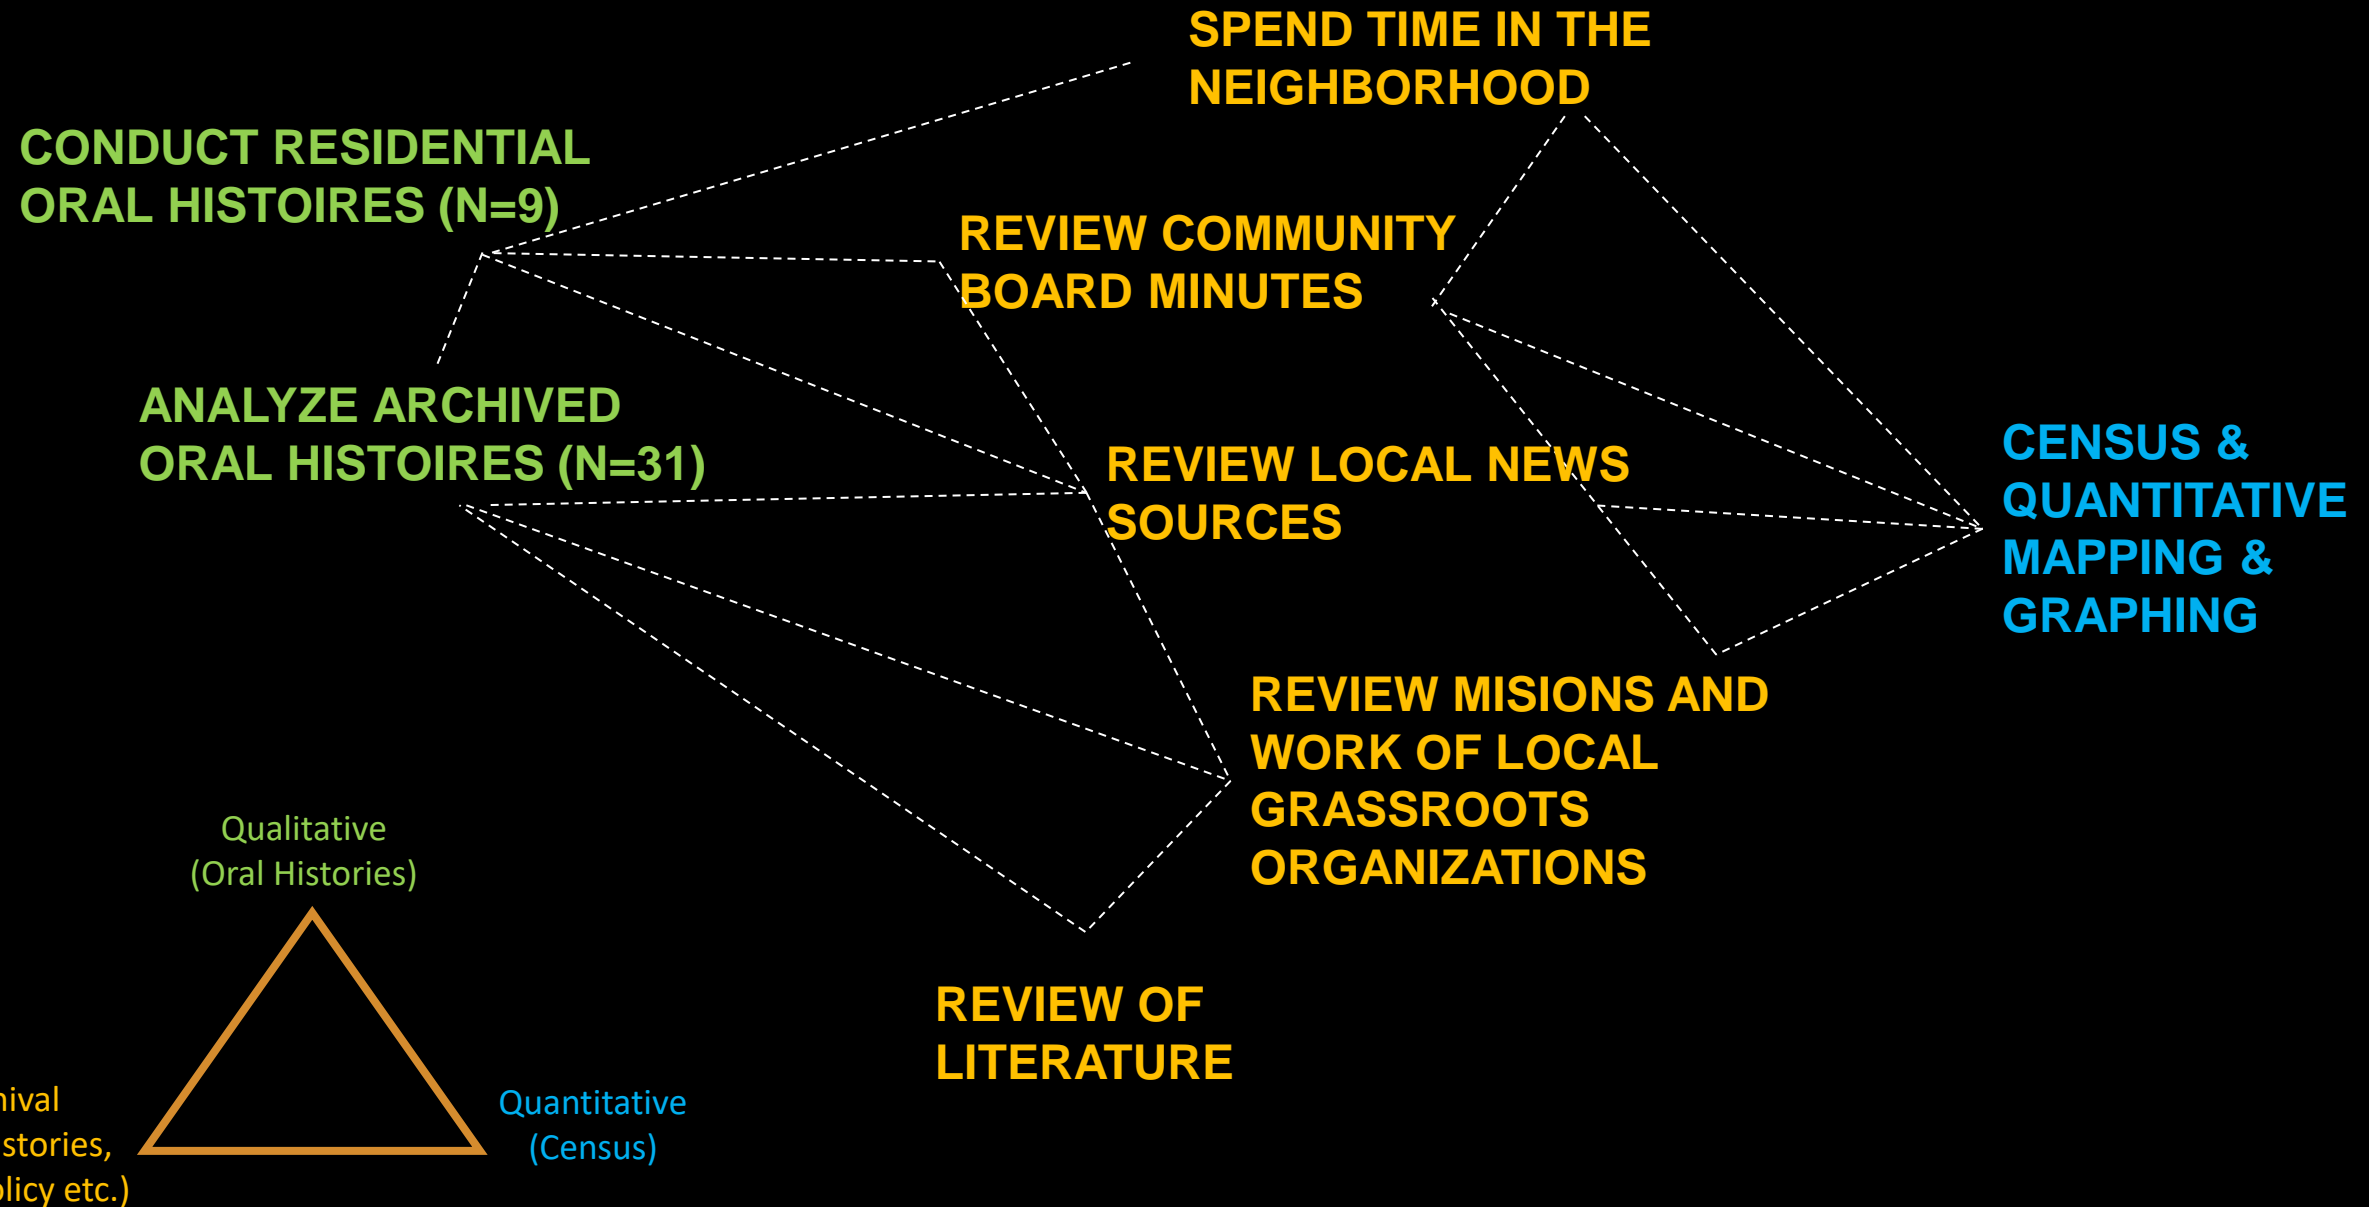 SPEND TIME IN THE
NEIGHBORHOOD
CONDUCT RESIDENTIAL
ORAL HISTOIRES (N=9)
REVIEW COMMUNITY
BOARD MINUTES
ANALYZE ARCHIVED
ORAL HISTOIRES (N=31)
REVIEW LOCAL NEWS
SOURCES
CENSUS &
QUANTITATIVE
MAPPING &
GRAPHING
REVIEW MISIONS AND
WORK OF LOCAL
GRASSROOTS
ORGANIZATIONS
REVIEW OF
LITERATURE
Qualitative
(Oral Histories)
Quantitative
(Census)
etc.)